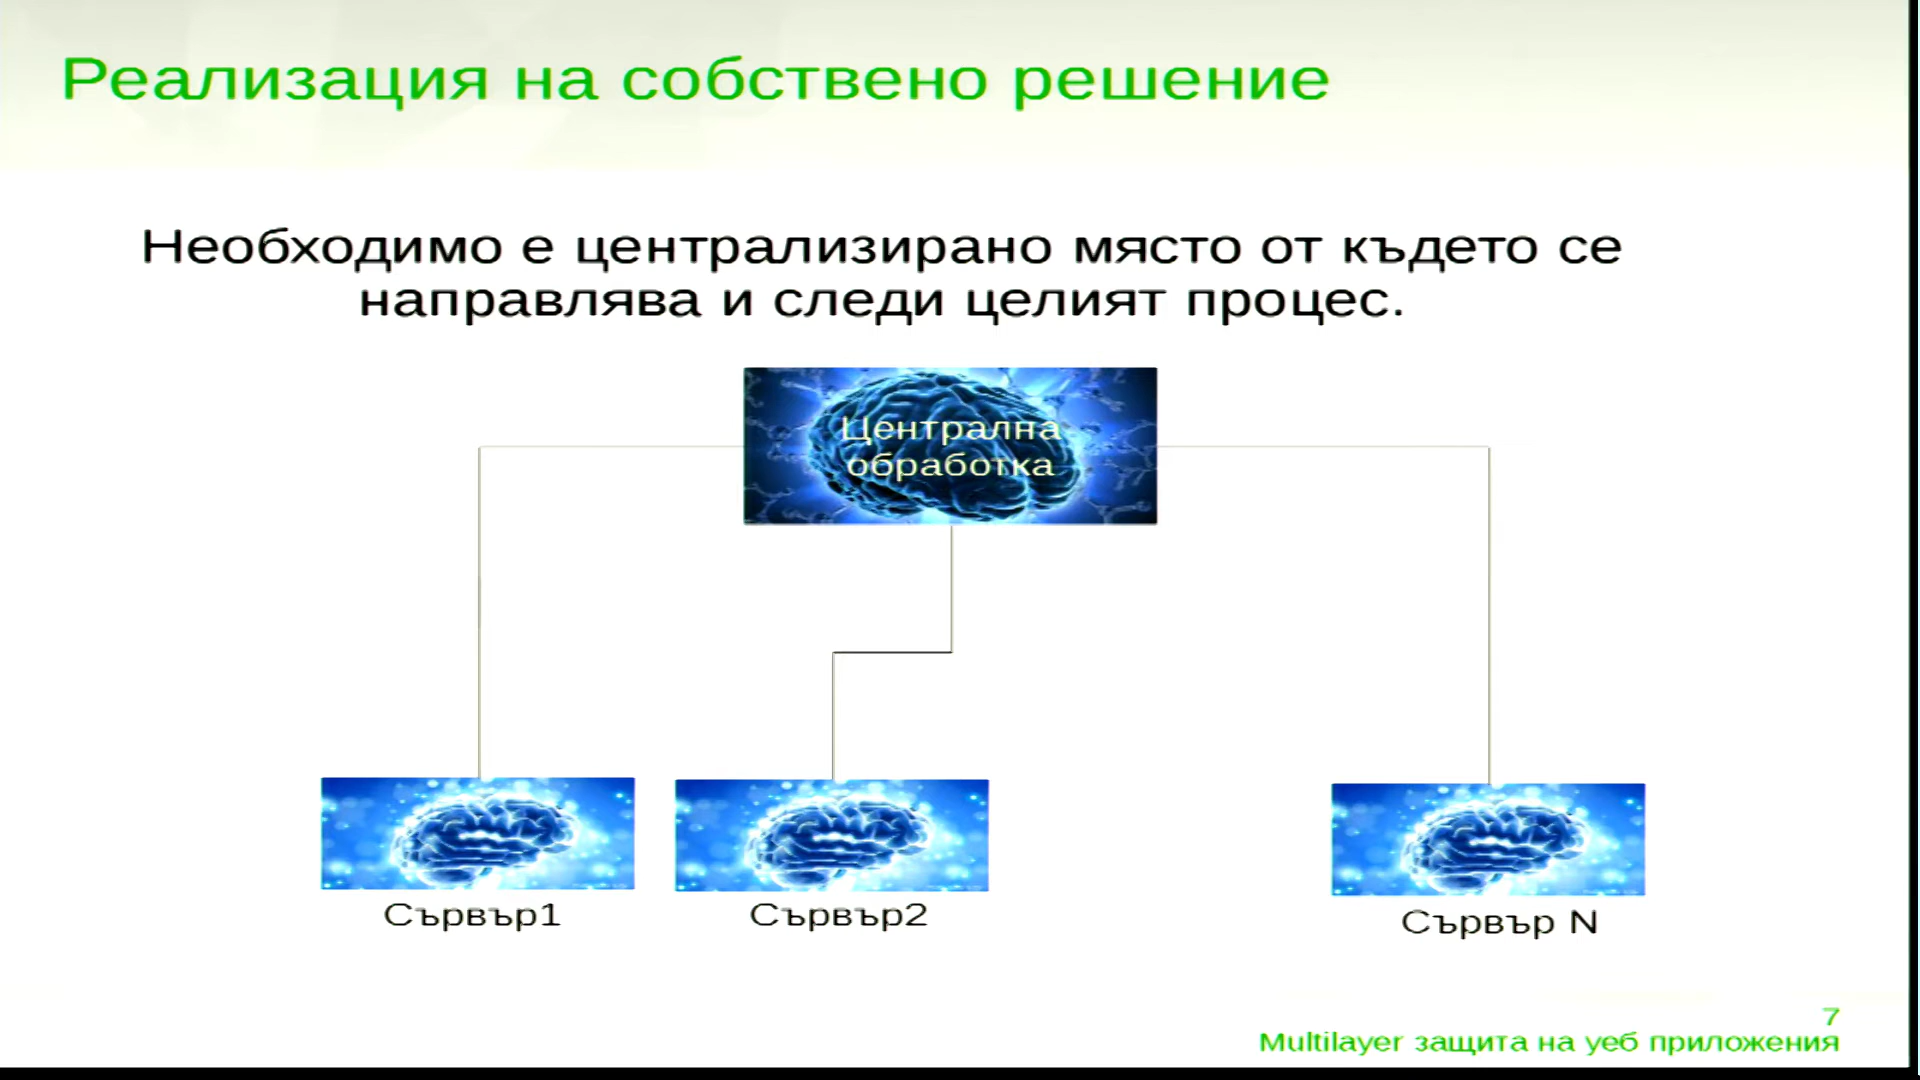 Реализация на собствено решение
Необходимо е централизирано място от където се
направлява и следи целият процес.
Централна
обработка
Сървър1
Сървър2
Сървър N
7
Multilayer защита на уеб приложения